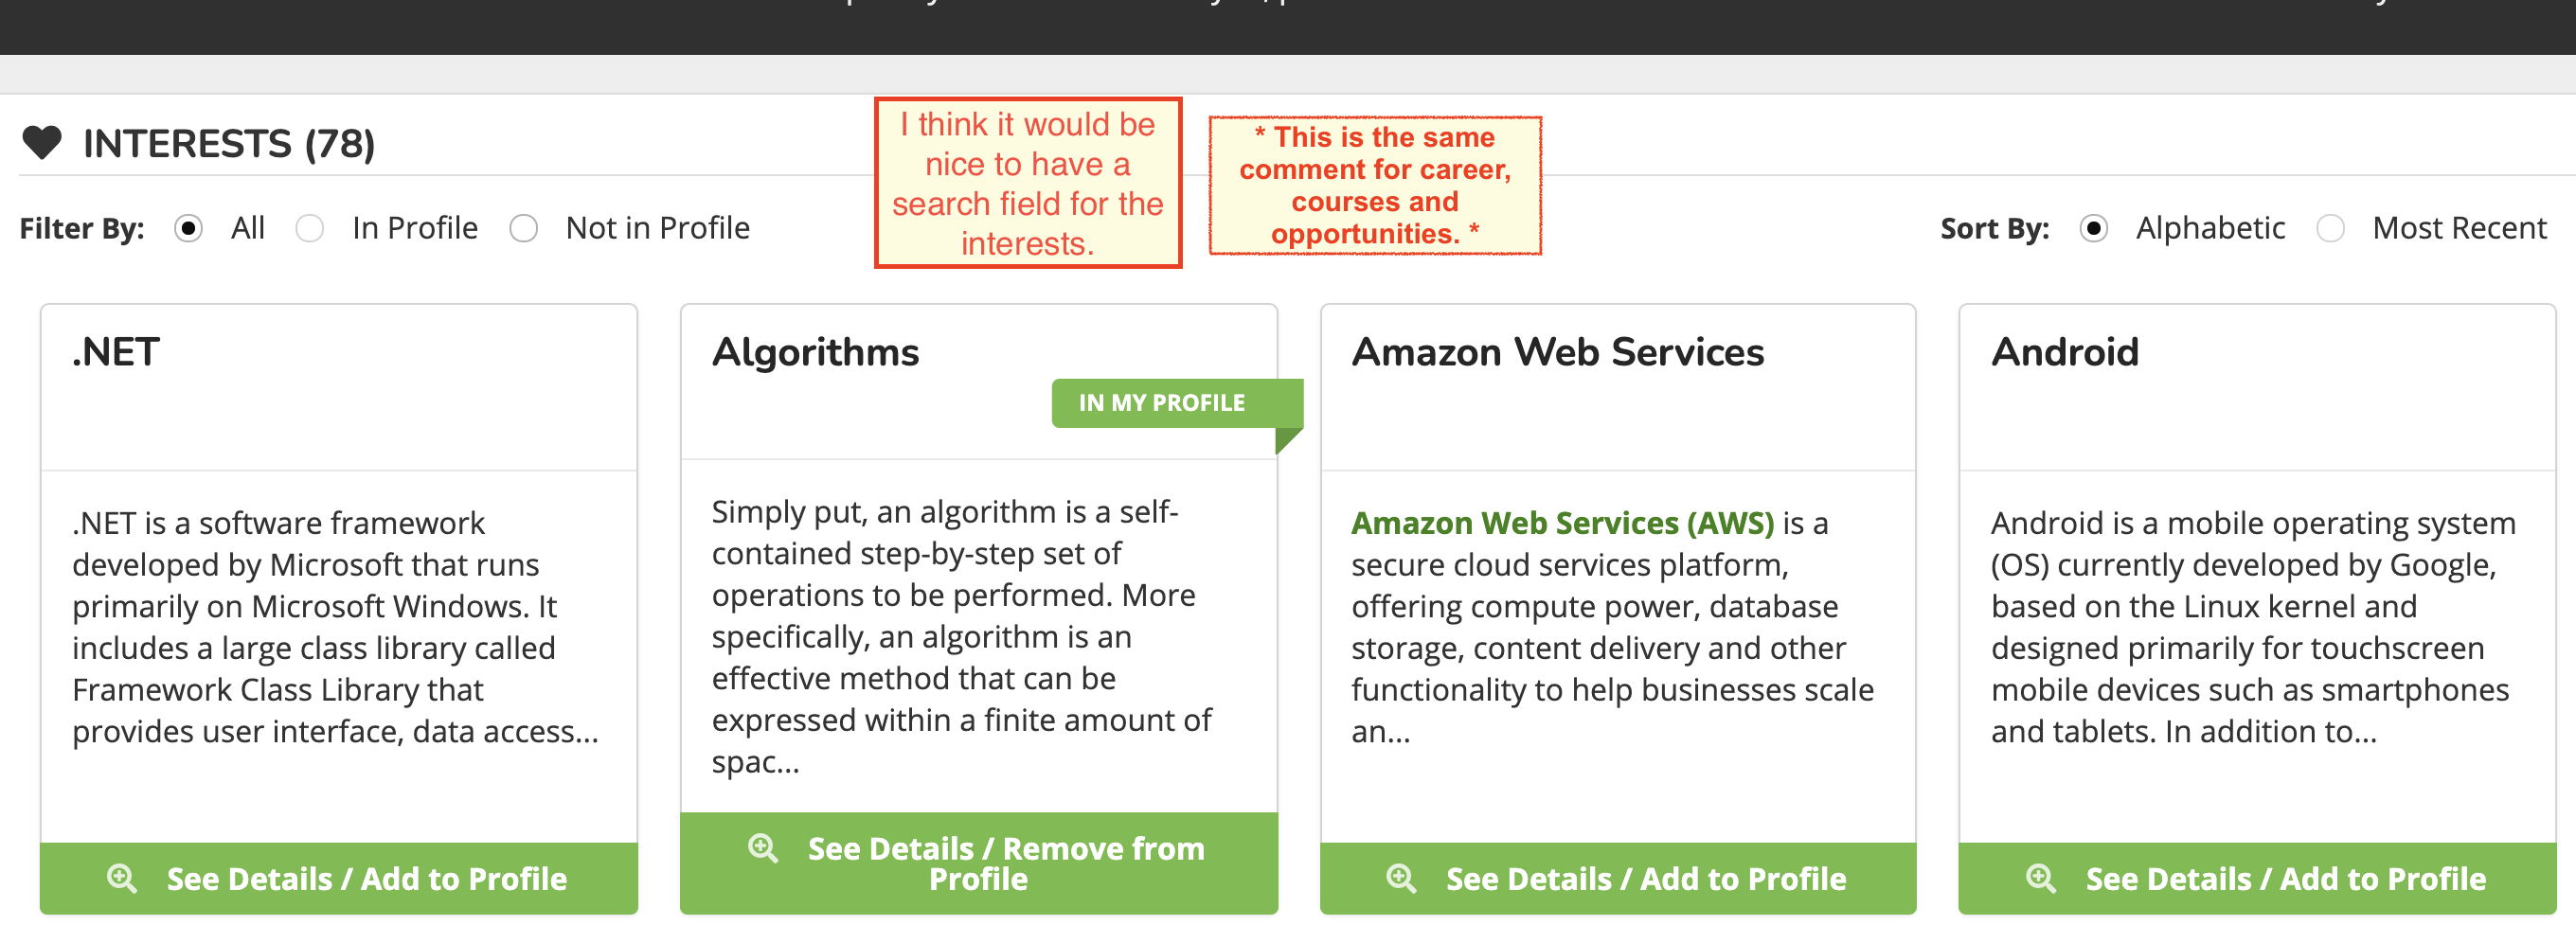 INTERESTS (78)
I think it would be
nice to have a
search field for the
interests.
* This is the same
comment for career,
courses and
opportunities. *
Filter By: All In Profile Not in Profile
Sort By: Alphabetic Most Recent
.NET
.NET is a software framework
developed by Microsoft that runs
primarily on Microsoft Windows. It
includes a large class library called
Framework Class Library that
provides user interface, data access...
See Details / Add to Profile
Algorithms
IN MY PROFILE
Simply put, an algorithm is a self-
contained step-by-step set of
operations to be performed. More
specifically, an algorithm is an
effective method that can be
expressed within a finite amount of
spac...
See Details / Remove from
Profile
Amazon Web Services
Amazon Web Services (AWS) is a
secure cloud services platform,
offering compute power, database
storage, content delivery and other
functionality to help businesses scale
an...
See Details / Add to Profile
Android
Android is a mobile operating system
(OS) currently developed by Google,
based on the Linux kernel and
designed primarily for touchscreen
mobile devices such as smartphones
and tablets. In addition to...
See Details / Add to Profile